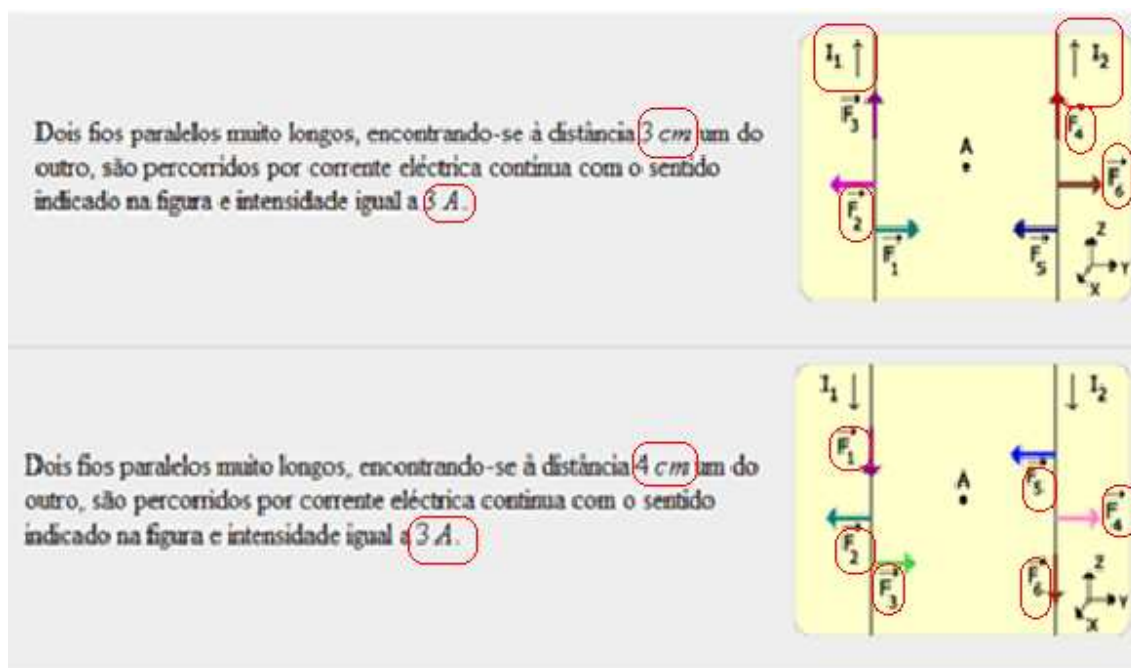 Dois fios paralelos muito longos, encontrando-se à distância 3 cm um do
outro, são percorridos por corrente eléctrica contínua com o sentido
indicado na figura e intensidade igual a 3 A.
I1 I2
F3 F4
A
F6
F2
F1 F5
Z
Y
X
Dois fios paralelos muito longos, encontrando-se à distância 4 cm um do
outro, são percorridos por corrente eléctrica contínua com o sentido
indicado na figura e intensidade igual a 3 A.
I1 I2
F1
F5
A
F4
F2
F3 F6
Z
Y
X